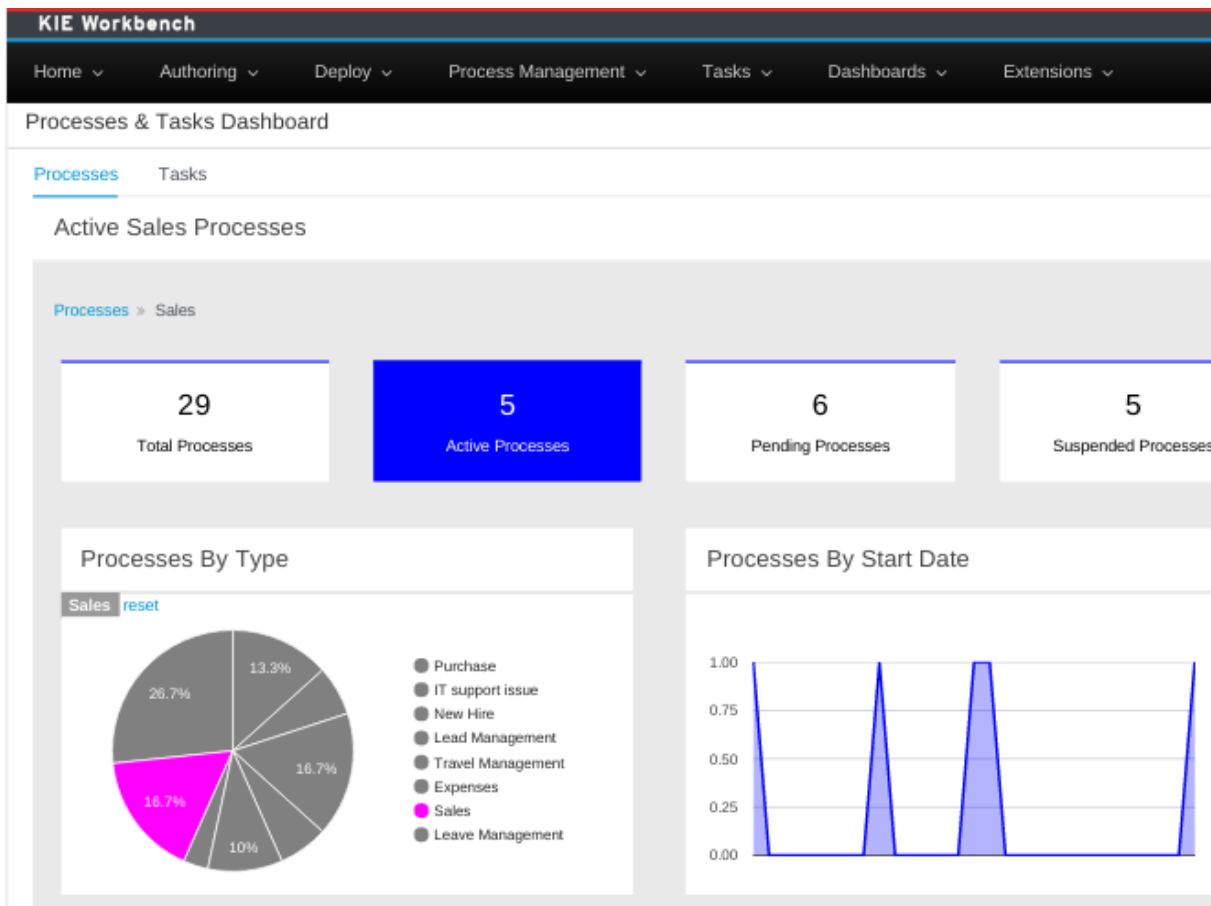 KIE Workbench
Home Authoring Deploy Process Management Tasks Dashboards Extensions
Processes & Tasks Dashboard
Processes Tasks
Active Sales Processes
Processes » Sales
29 5 6 5
Total Processes Active Processes Pending Processes Suspended Processes
Processes By Type Processes By Start Date
Sales reset
13.3%
26.7%
16.7%
16.7%
10%
Purchase
IT support issue
New Hire
Lead Management
Travel Management
Expenses
Sales
Leave Management
1.00
0.75
0.50
0.25
0.00